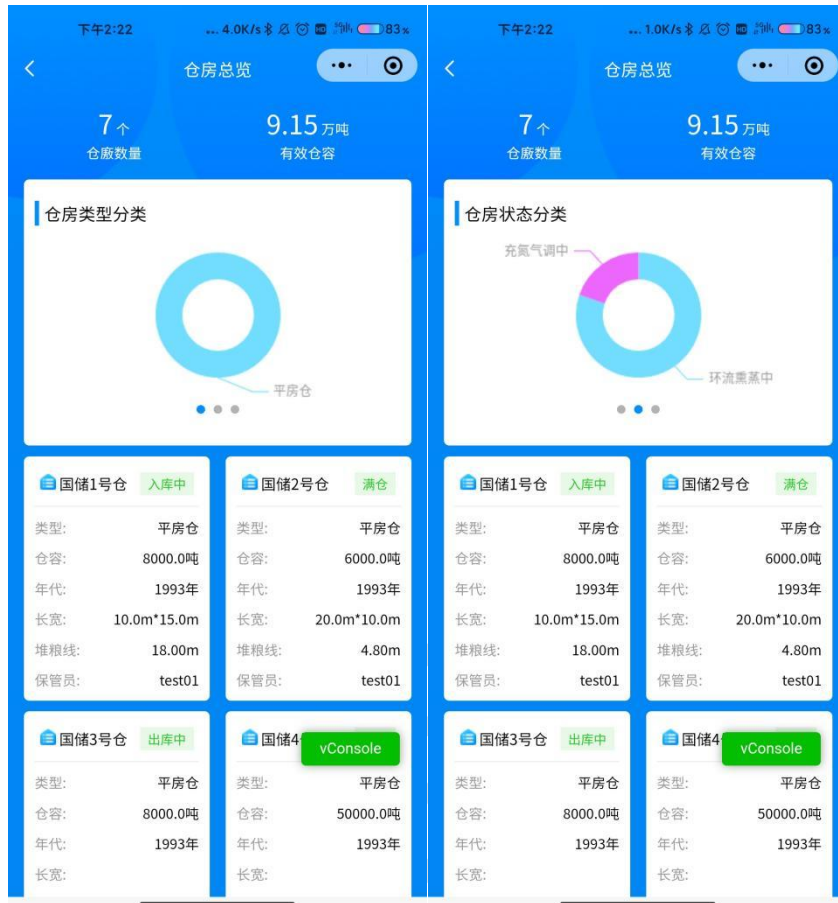 下午2:22 ... 4.0K/s 83%
仓房总览
7个 9.15万吨
仓廒数量 有效仓容
仓房类型分类
平房仓
国储1号仓 入库中 国储2号仓 满仓
类型: 平房仓 类型: 平房仓
仓容: 8000.0吨 仓容: 6000.0吨
年代: 1993年 年代: 1993年
长宽: 10.0m*15.0m 长宽: 20.0m*10.0m
堆粮线: 18.00m 堆粮线: 4.80m
保管员: test01 保管员: test01
国储3号仓 出库中 国储4 vConsole
类型: 平房仓 类型: 平房仓
仓容: 8000.0吨 仓容: 50000.0吨
年代: 1993年 年代: 1993年
长宽: 长宽:
下午2:22 ... 1.0K/s 83%
仓房总览
7个 9.15万吨
仓廒数量 有效仓容
仓房状态分类
充氮气调中
环流熏蒸中
国储1号仓 入库中 国储2号仓 满仓
类型: 平房仓 类型: 平房仓
仓容: 8000.0吨 仓容: 6000.0吨
年代: 1993年 年代: 1993年
长宽: 10.0m*15.0m 长宽: 20.0m*10.0m
堆粮线: 18.00m 堆粮线: 4.80m
保管员: test01 保管员: test01
国储3号仓 出库中 国储4 vConsole
类型: 平房仓 类型: 平房仓
仓容: 8000.0吨 仓容: 50000.0吨
年代: 1993年 年代: 1993年
长宽: 长宽: